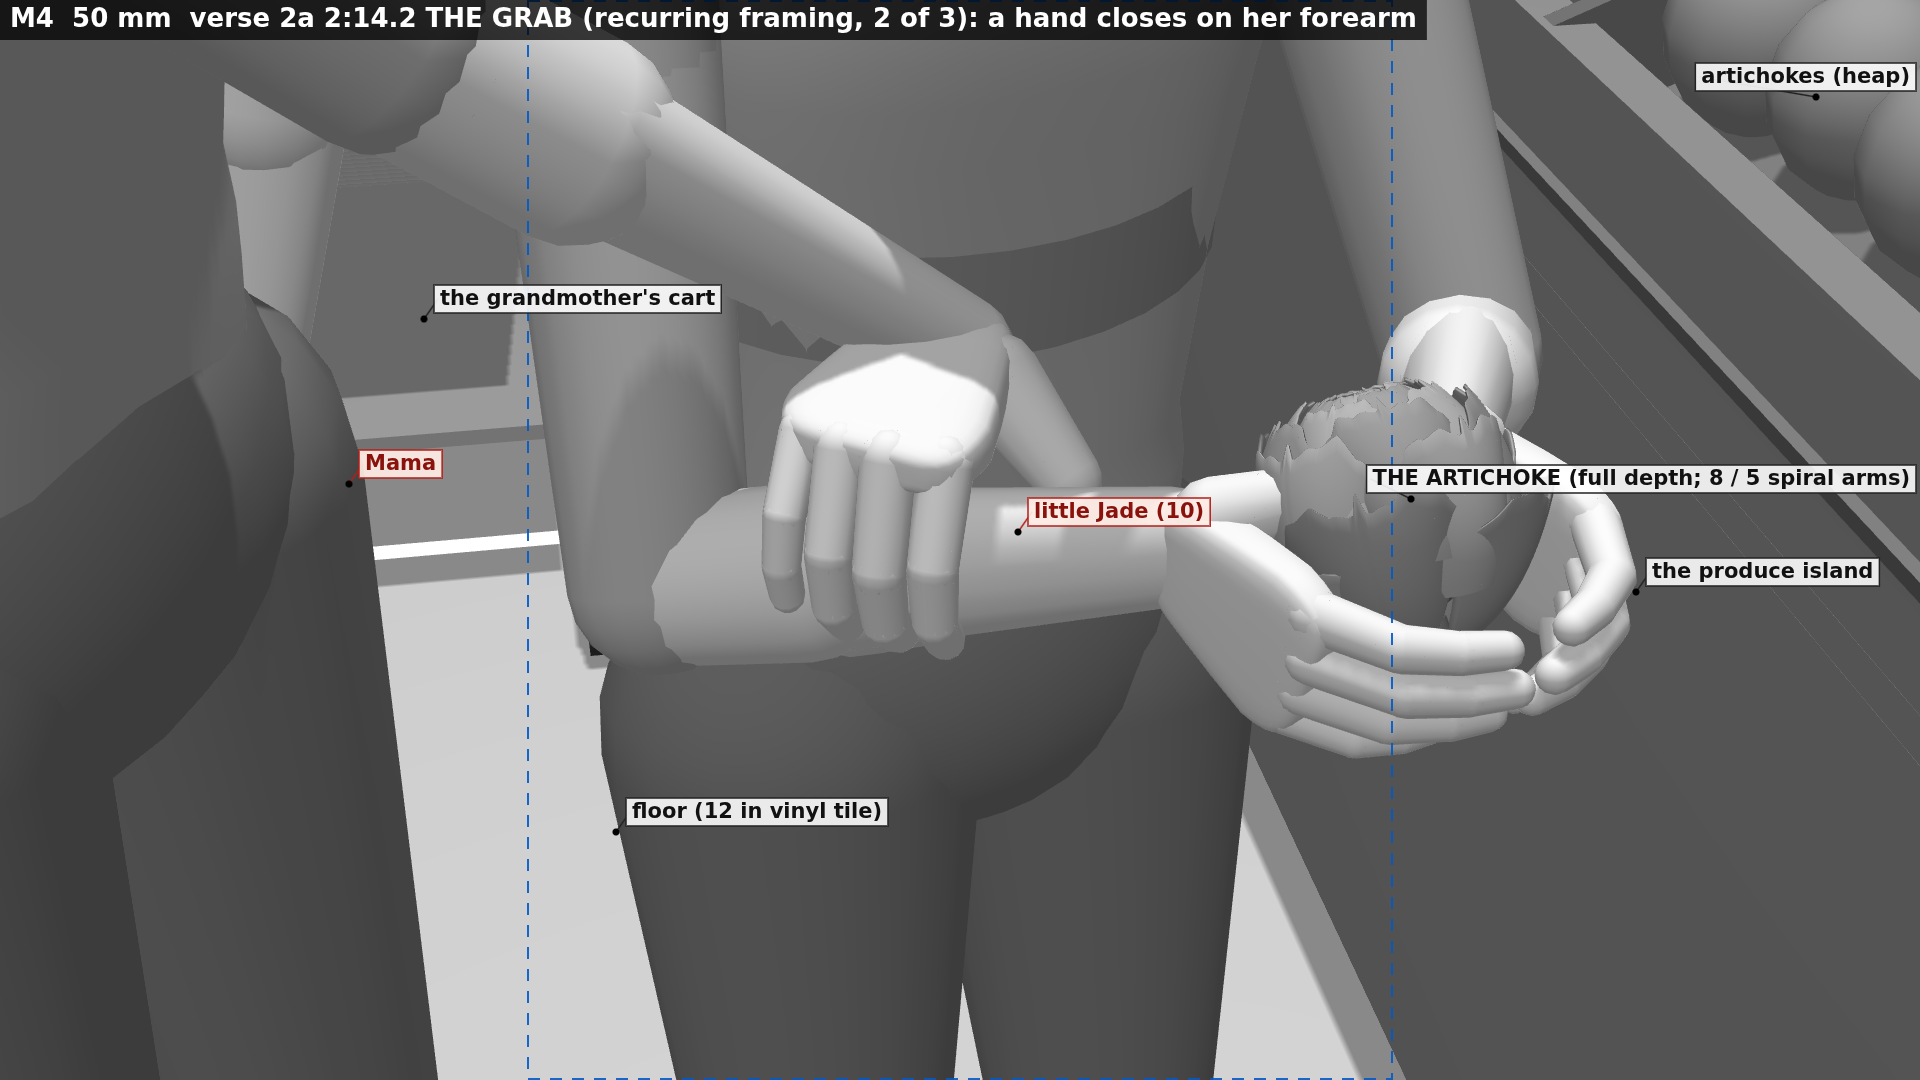 M4 50 mm verse 2a 2:14.2 THE GRAB (recurring framing, 2 of 3): a hand closes on her forearm
artichokes (heap)
the grandmother's cart
Mama
THE ARTICHOKE (full depth; 8 / 5 spiral arms)
little Jade (10)
the produce island
floor (12 in vinyl tile)